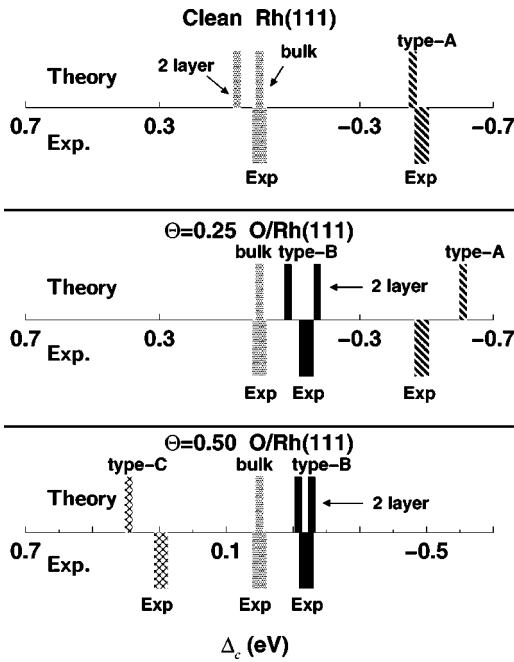 Clean Rh(111)
2 layer bulk type-A
Theory
0.7 0.3 −0.3 −0.7
Exp.
Exp Exp
Θ=0.25 O/Rh(111)
bulk type-B type-A
Theory 2 layer
0.7 0.3 −0.3 −0.7
Exp.
Exp Exp Exp
Θ=0.50 O/Rh(111)
type-C bulk type-B
Theory 2 layer
0.7 0.1 −0.5
Exp.
Exp Exp Exp
Δc (eV)